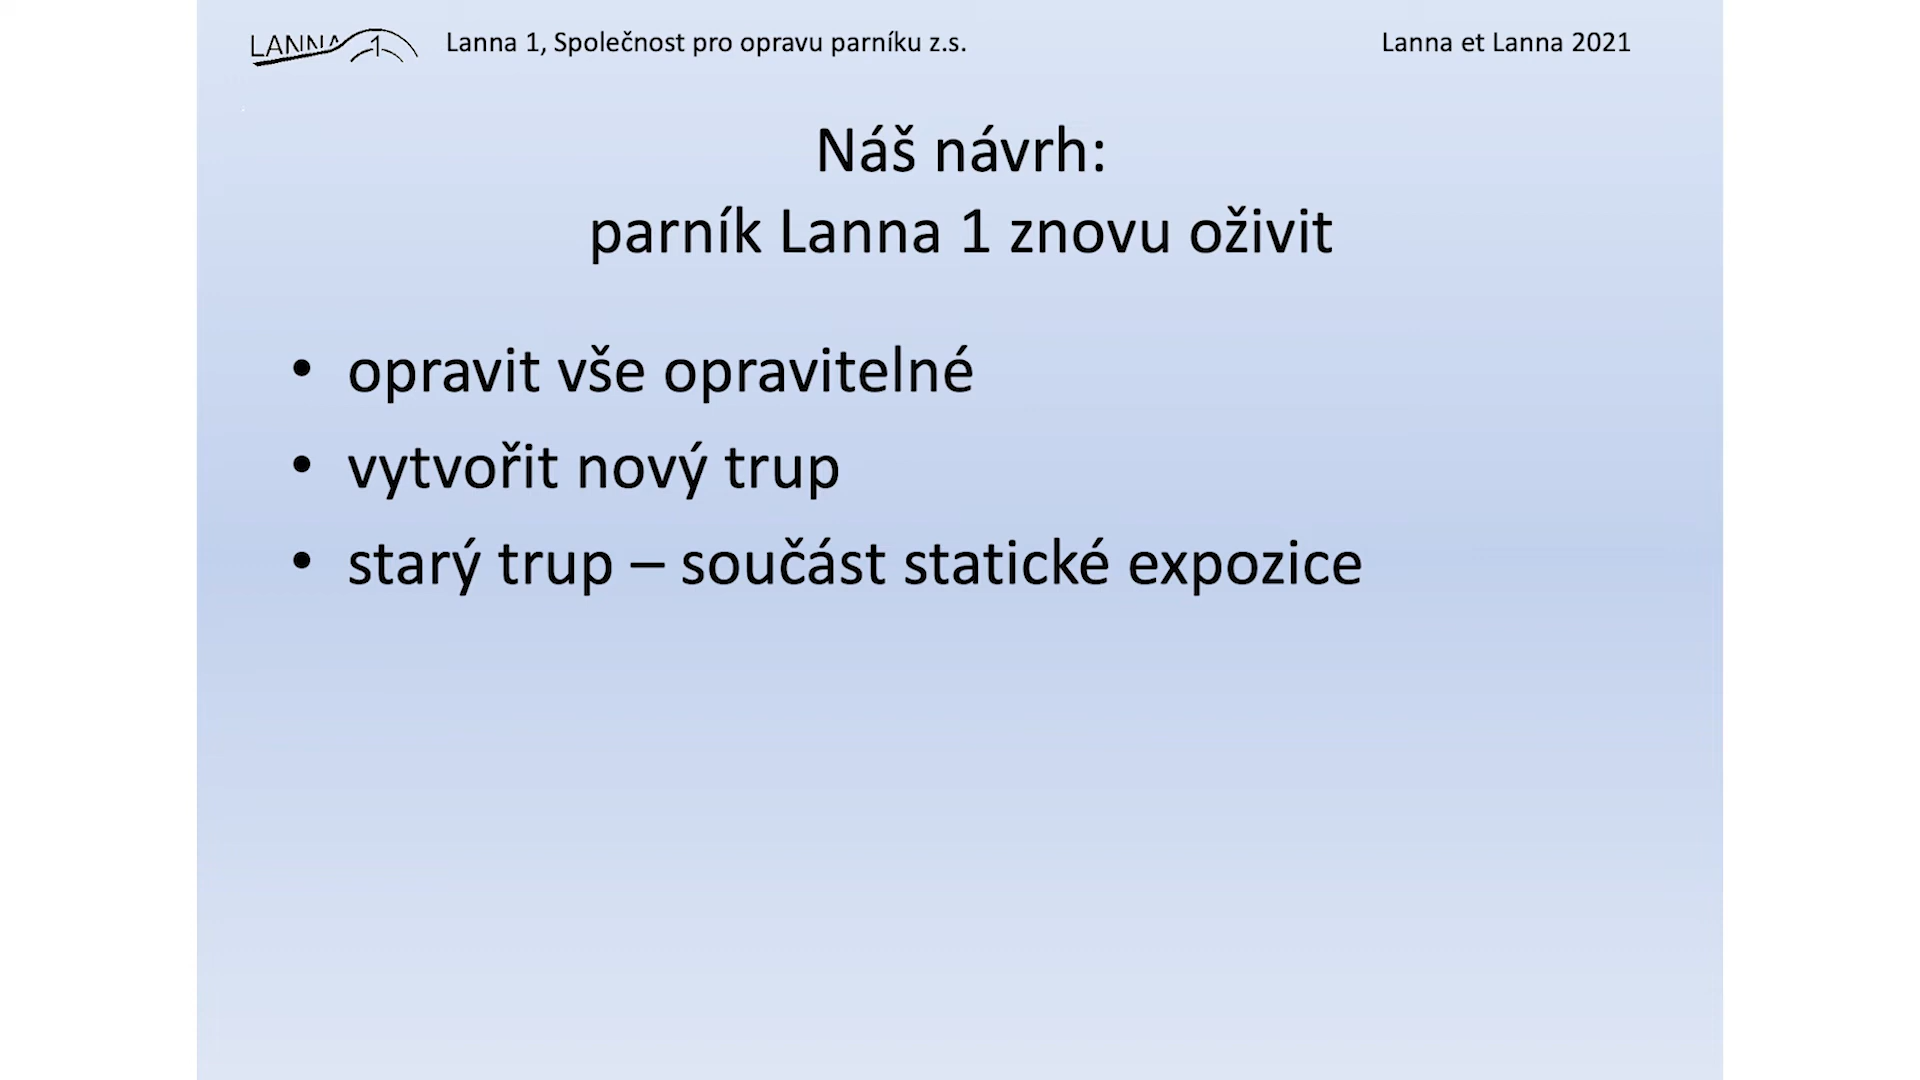 LANNA 1
Lanna 1, Společnost pro opravu parníku z.s.
Lanna et Lanna 2021
Náš návrh:
parník Lanna 1 znovu oživit
• opravit vše opravitelné
• vytvořit nový trup
• starý trup – součást statické expozice